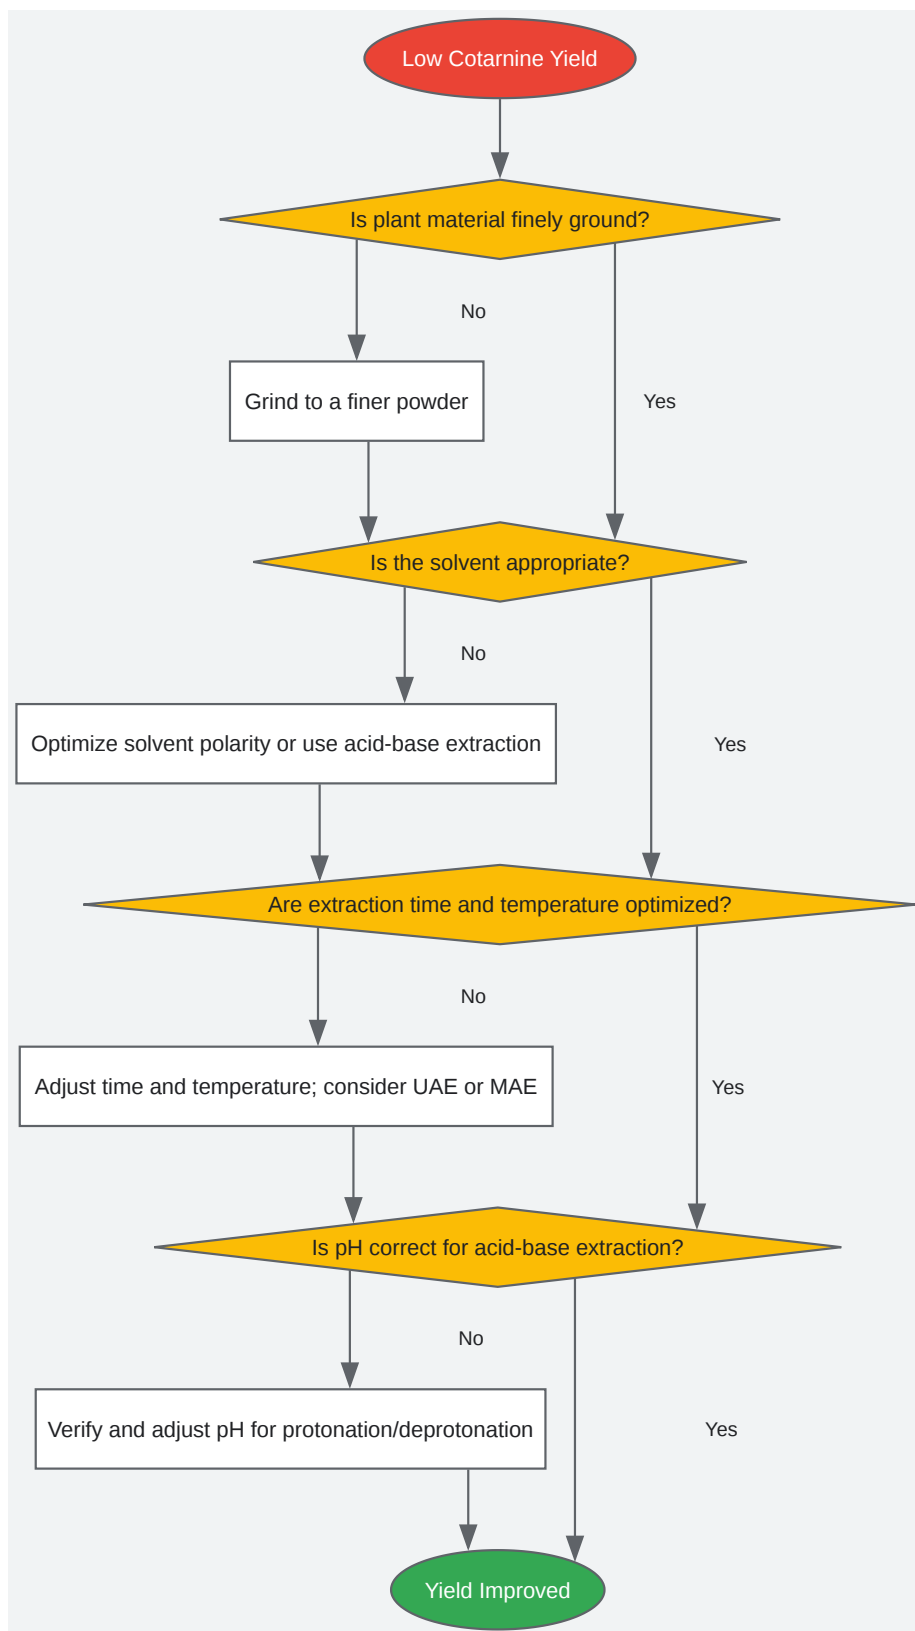 Low Cotarnine Yield
Is plant material finely ground?
No
Grind to a finer powder
Yes
Is the solvent appropriate?
No
Optimize solvent polarity or use acid-base extraction
Yes
Are extraction time and temperature optimized?
No
Adjust time and temperature; consider UAE or MAE
Yes
Is pH correct for acid-base extraction?
No
Verify and adjust pH for protonation/deprotonation
Yes
Yield Improved